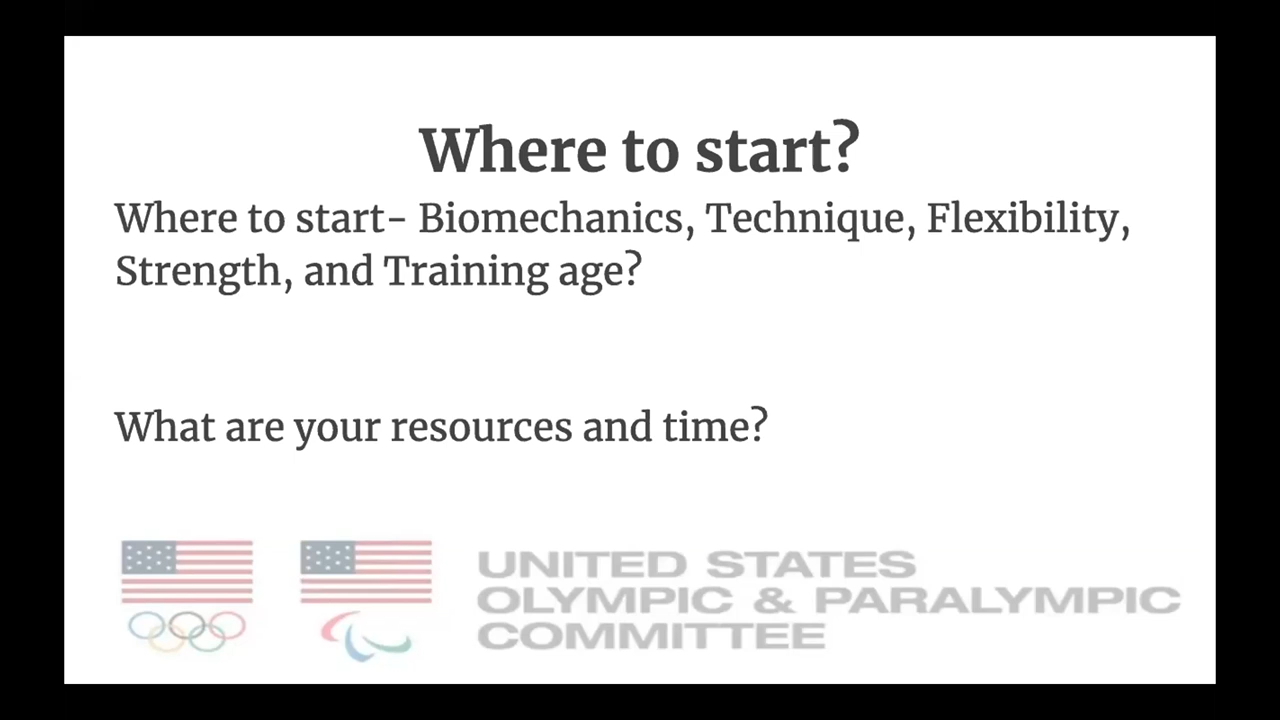 Where to start?
Where to start- Biomechanics, Technique, Flexibility,
Strength, and Training age?
What are your resources and time?
UNITED STATES
OLYMPIC & PARALYMPIC
COMMITTEE